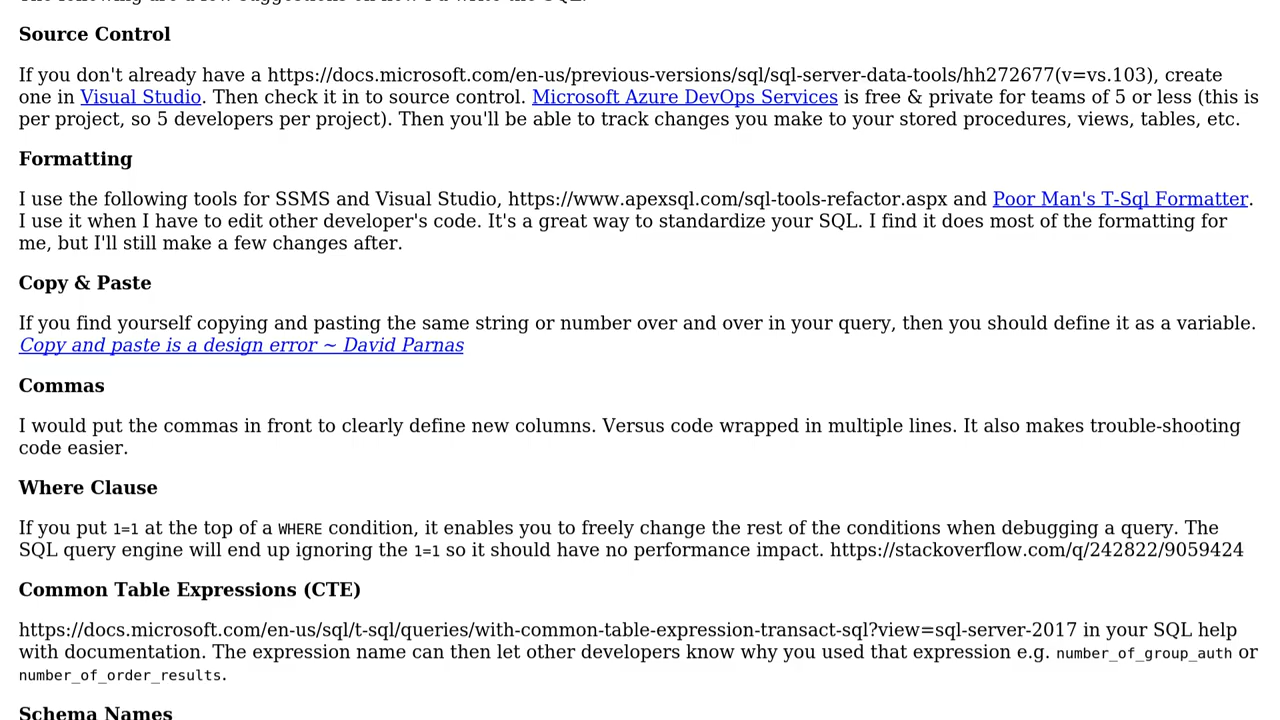 The following are a few suggestions on how I'd write the SQL.
Source Control
If you don't already have a https://docs.microsoft.com/en-us/previous-versions/sql/sql-server-data-tools/hh272677(v=vs.103), create
one in Visual Studio. Then check it in to source control. Microsoft Azure DevOps Services is free & private for teams of 5 or less (this is
per project, so 5 developers per project). Then you'll be able to track changes you make to your stored procedures, views, tables, etc.
Formatting
I use the following tools for SSMS and Visual Studio, https://www.apexsql.com/sql-tools-refactor.aspx and Poor Man's T-Sql Formatter.
I use it when I have to edit other developer's code. It's a great way to standardize your SQL. I find it does most of the formatting for
me, but I'll still make a few changes after.
Copy & Paste
If you find yourself copying and pasting the same string or number over and over in your query, then you should define it as a variable.
Copy and paste is a design error ~ David Parnas
Commas
I would put the commas in front to clearly define new columns. Versus code wrapped in multiple lines. It also makes trouble-shooting
code easier.
Where Clause
If you put 1=1 at the top of a WHERE condition, it enables you to freely change the rest of the conditions when debugging a query. The
SQL query engine will end up ignoring the 1=1 so it should have no performance impact. https://stackoverflow.com/q/242822/9059424
Common Table Expressions (CTE)
https://docs.microsoft.com/en-us/sql/t-sql/queries/with-common-table-expression-transact-sql?view=sql-server-2017 in your SQL help
with documentation. The expression name can then let other developers know why you used that expression e.g. number_of_group_auth or
number_of_order_results.
Schema Names